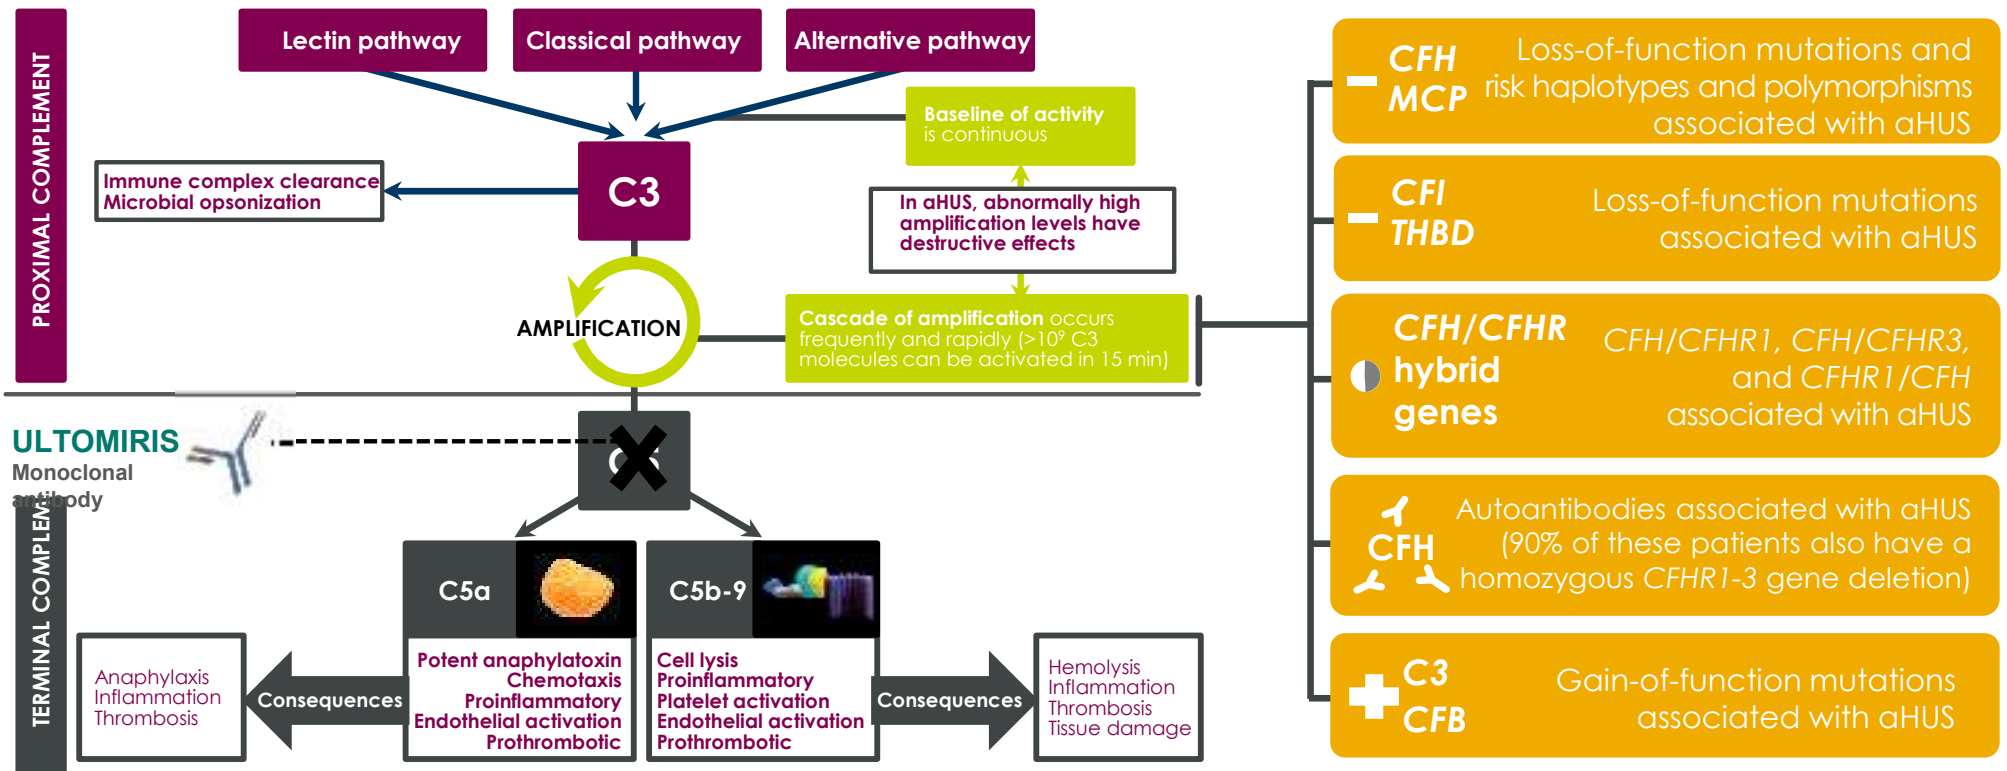 PROXIMAL COMPLEMENT
Lectin pathway
Classical pathway
Alternative pathway
Baseline of activity
is continuous
C3
Immune complex clearance
Microbial opsonization
In aHUS, abnormally high
amplification levels have
destructive effects
AMPLIFICATION
Cascade of amplification occurs
frequently and rapidly (>10⁹ C3
molecules can be activated in 15 min)
ULTOMIRIS
Monoclonal
antibody
TERMINAL COMPLEM
C5a
C5b-9
Potent anaphylatoxin
Chemotaxis
Proinflammatory
Endothelial activation
Prothrombotic
Cell lysis
Proinflammatory
Platelet activation
Endothelial activation
Prothrombotic
Consequences
Consequences
Anaphylaxis
Inflammation
Thrombosis
Hemolysis
Inflammation
Thrombosis
Tissue damage
CFH
MCP
Loss-of-function mutations and
risk haplotypes and polymorphisms
associated with aHUS
CFI
THBD
Loss-of-function mutations
associated with aHUS
CFH/CFHR
hybrid
genes
CFH/CFHR1, CFH/CFHR3,
and CFHR1/CFH
associated with aHUS
CFH
Autoantibodies associated with aHUS
(90% of these patients also have a
homozygous CFHR1-3 gene deletion)
C3
CFB
Gain-of-function mutations
associated with aHUS